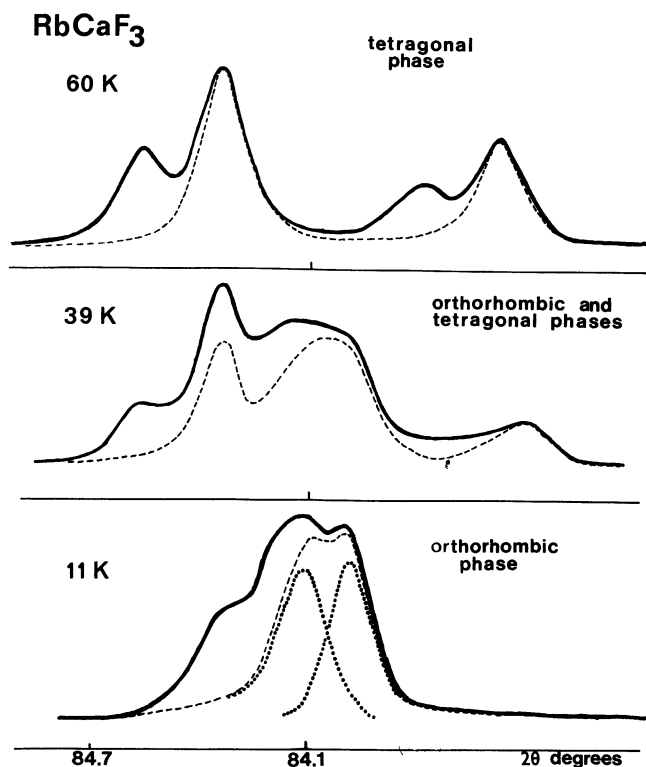 RbCaF3
tetragonal
phase
60 K
orthorhombic and
tetragonal phases
39 K
orthorhombic
phase
11 K
84.7
84.1
2θ degrees